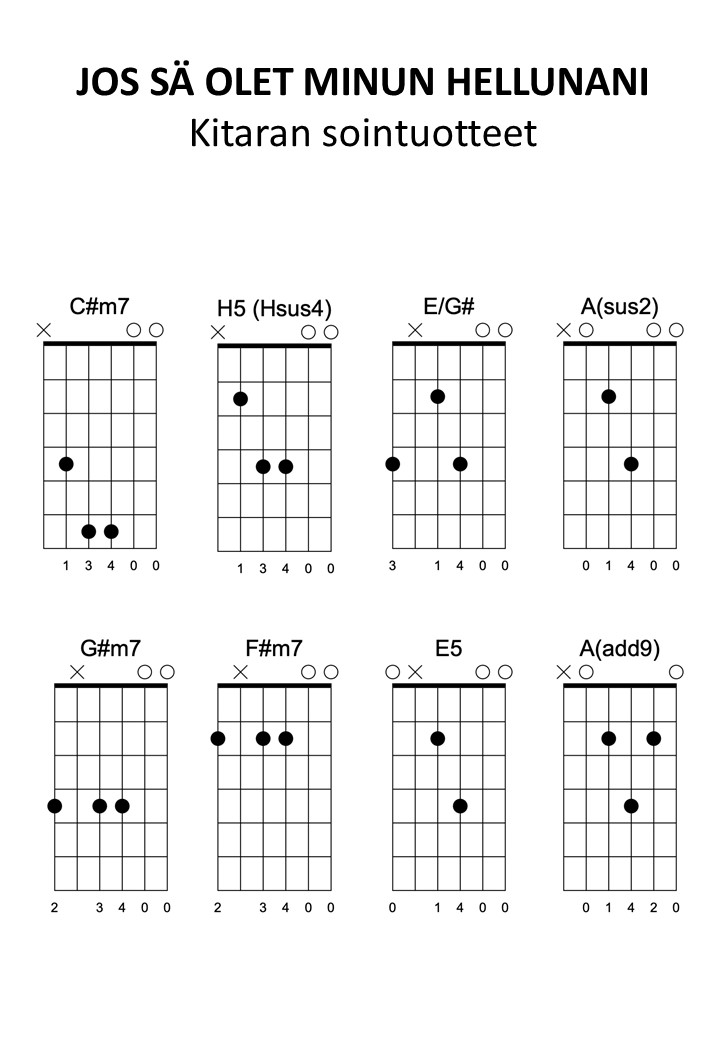 JOS SÄ OLET MINUN HELLUNANI
Kitaran sointuotteet
C#m7 H5 (Hsus4) E/G# A(sus2)
1 3 4 0 0 1 3 4 0 0 3 1 4 0 0 0 1 4 0 0
G#m7 F#m7 E5 A(add9)
2 3 4 0 0 2 3 4 0 0 0 1 4 0 0 0 1 4 2 0